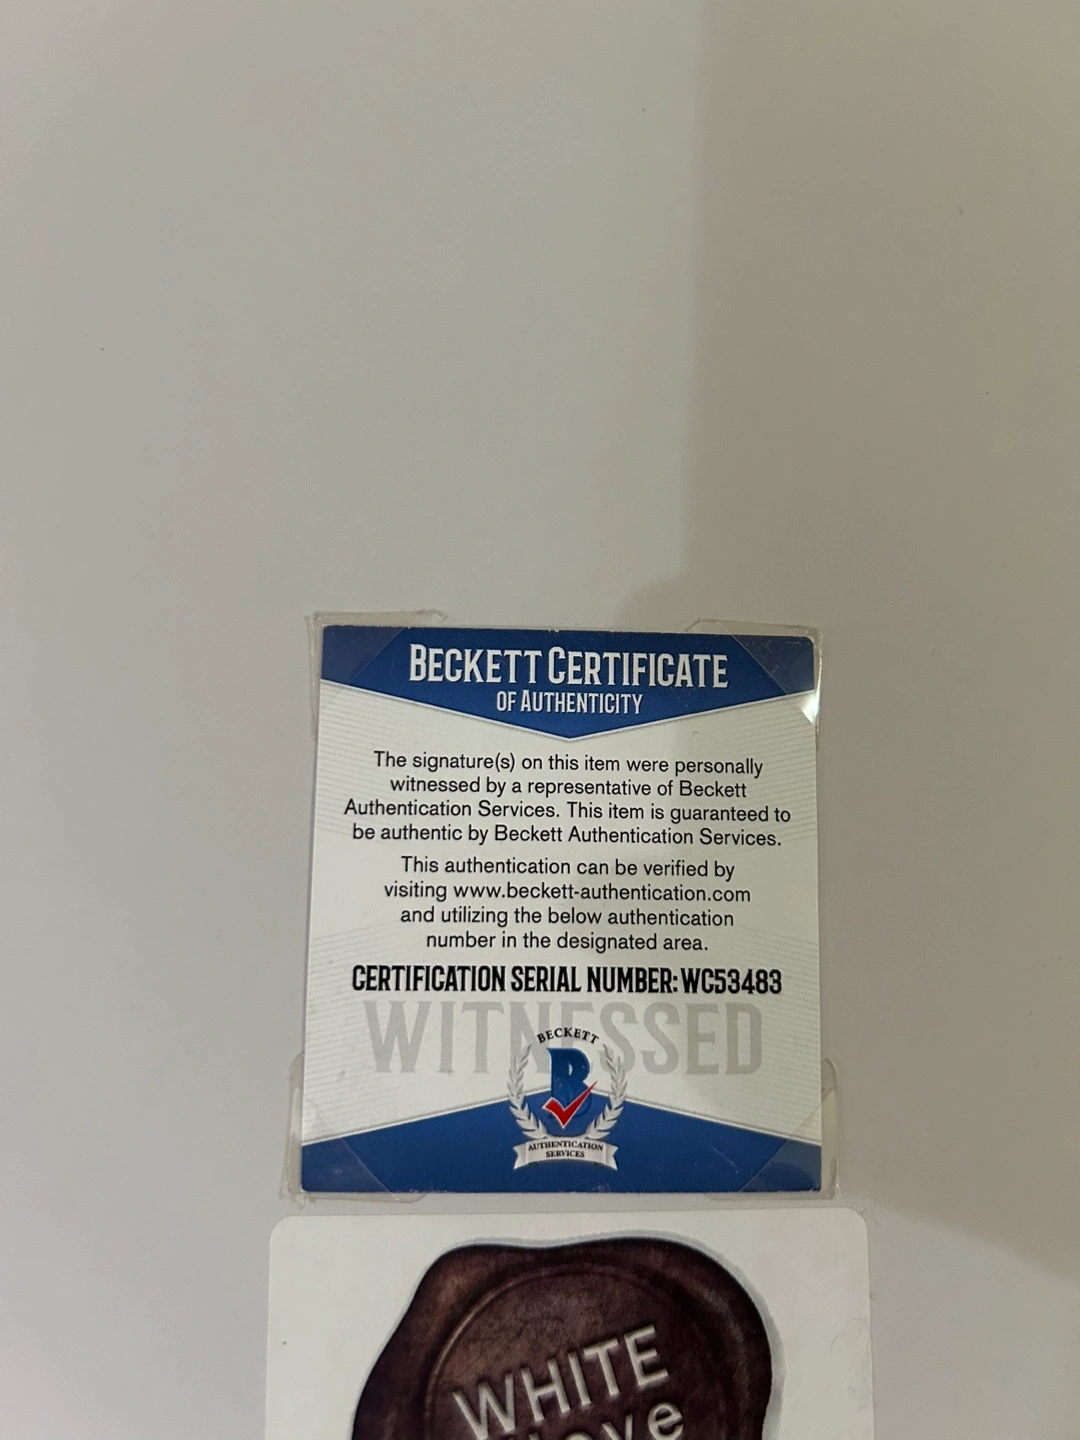 BECKETT CERTIFICATE
OF AUTHENTICITY
The signature(s) on this item were personally
witnessed by a representative of Beckett
Authentication Services. This item is guaranteed to
be authentic by Beckett Authentication Services.
This authentication can be verified by
visiting www.beckett-authentication.com
and utilizing the below authentication
number in the designated area.
CERTIFICATION SERIAL NUMBER: WC53483
WITNESSED
BECKETT
B
AUTHENTICATION
SERVICES
WHITE